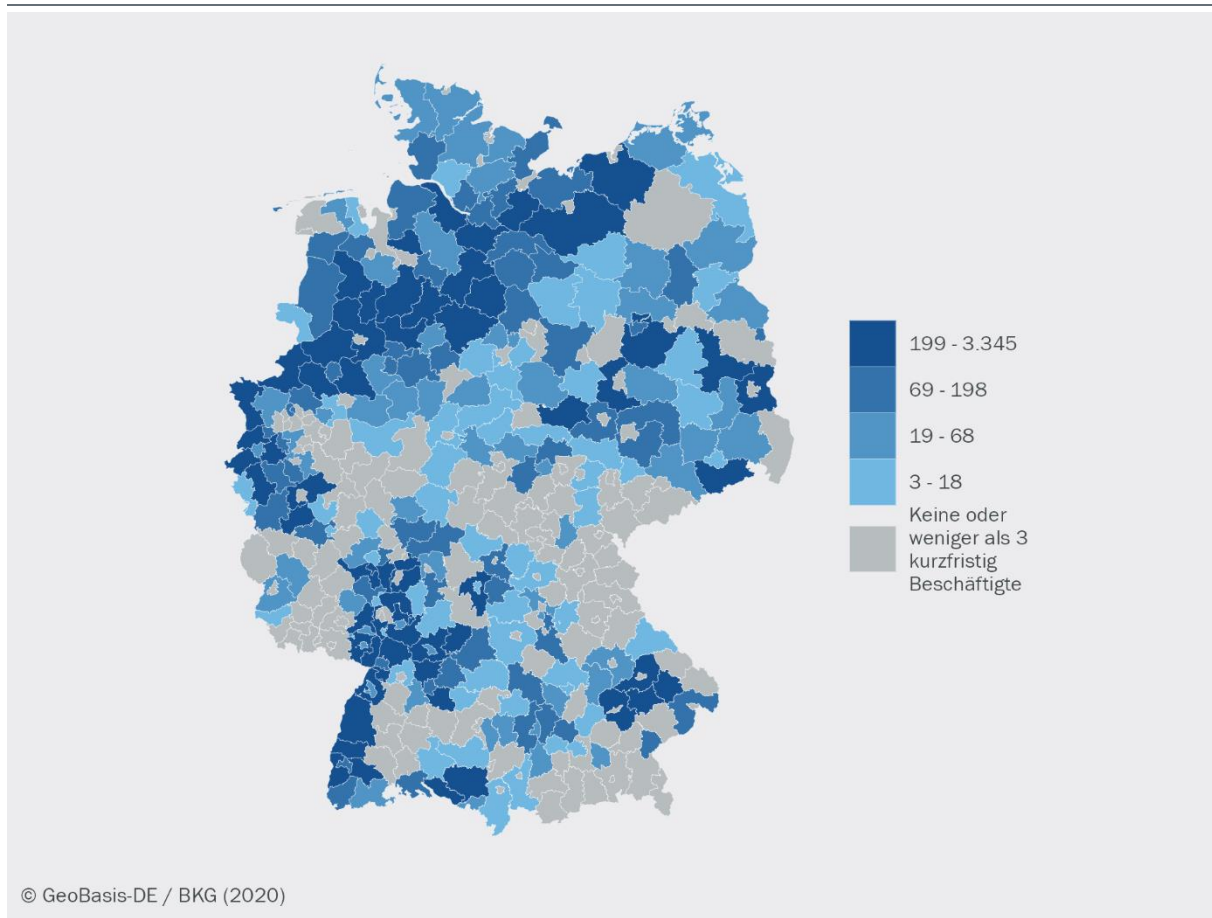 199 - 3.345
69 - 198
19 - 68
3 - 18
Keine oder
weniger als 3
kurzfristig
Beschäftigte
© GeoBasis-DE / BKG (2020)